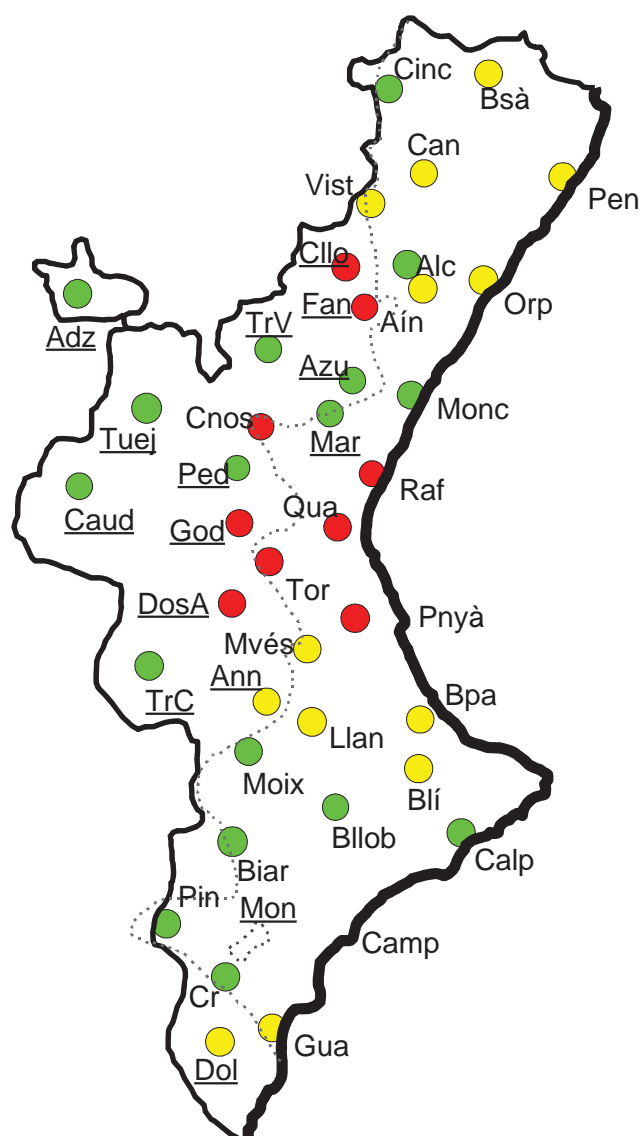 Cinc
Bsà
Can
Vist
Pen
Cllo
Alc
Adz
Fan
Orp
TrV
Aín
Azu
Monc
Cnos
Tuej
Mar
Ped
Raf
Caud
Qua
God
Tor
DosA
Pnyà
Mvés
Ann
TrC
Bpa
Llan
Moix
Blí
Bllob
Calp
Biar
Pin
Mon
Camp
Cr
Gua
Dol